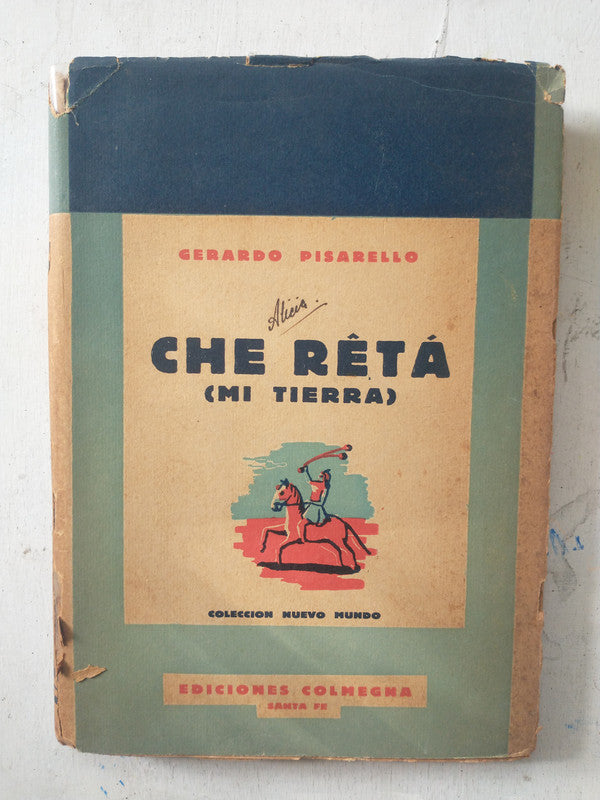 GERARDO PISARELLO
Alicia.
CHE RÊTÁ
(MI TIERRA)
COLECCION NUEVO MUNDO
EDICIONES COLMEGNA
SANTA FE